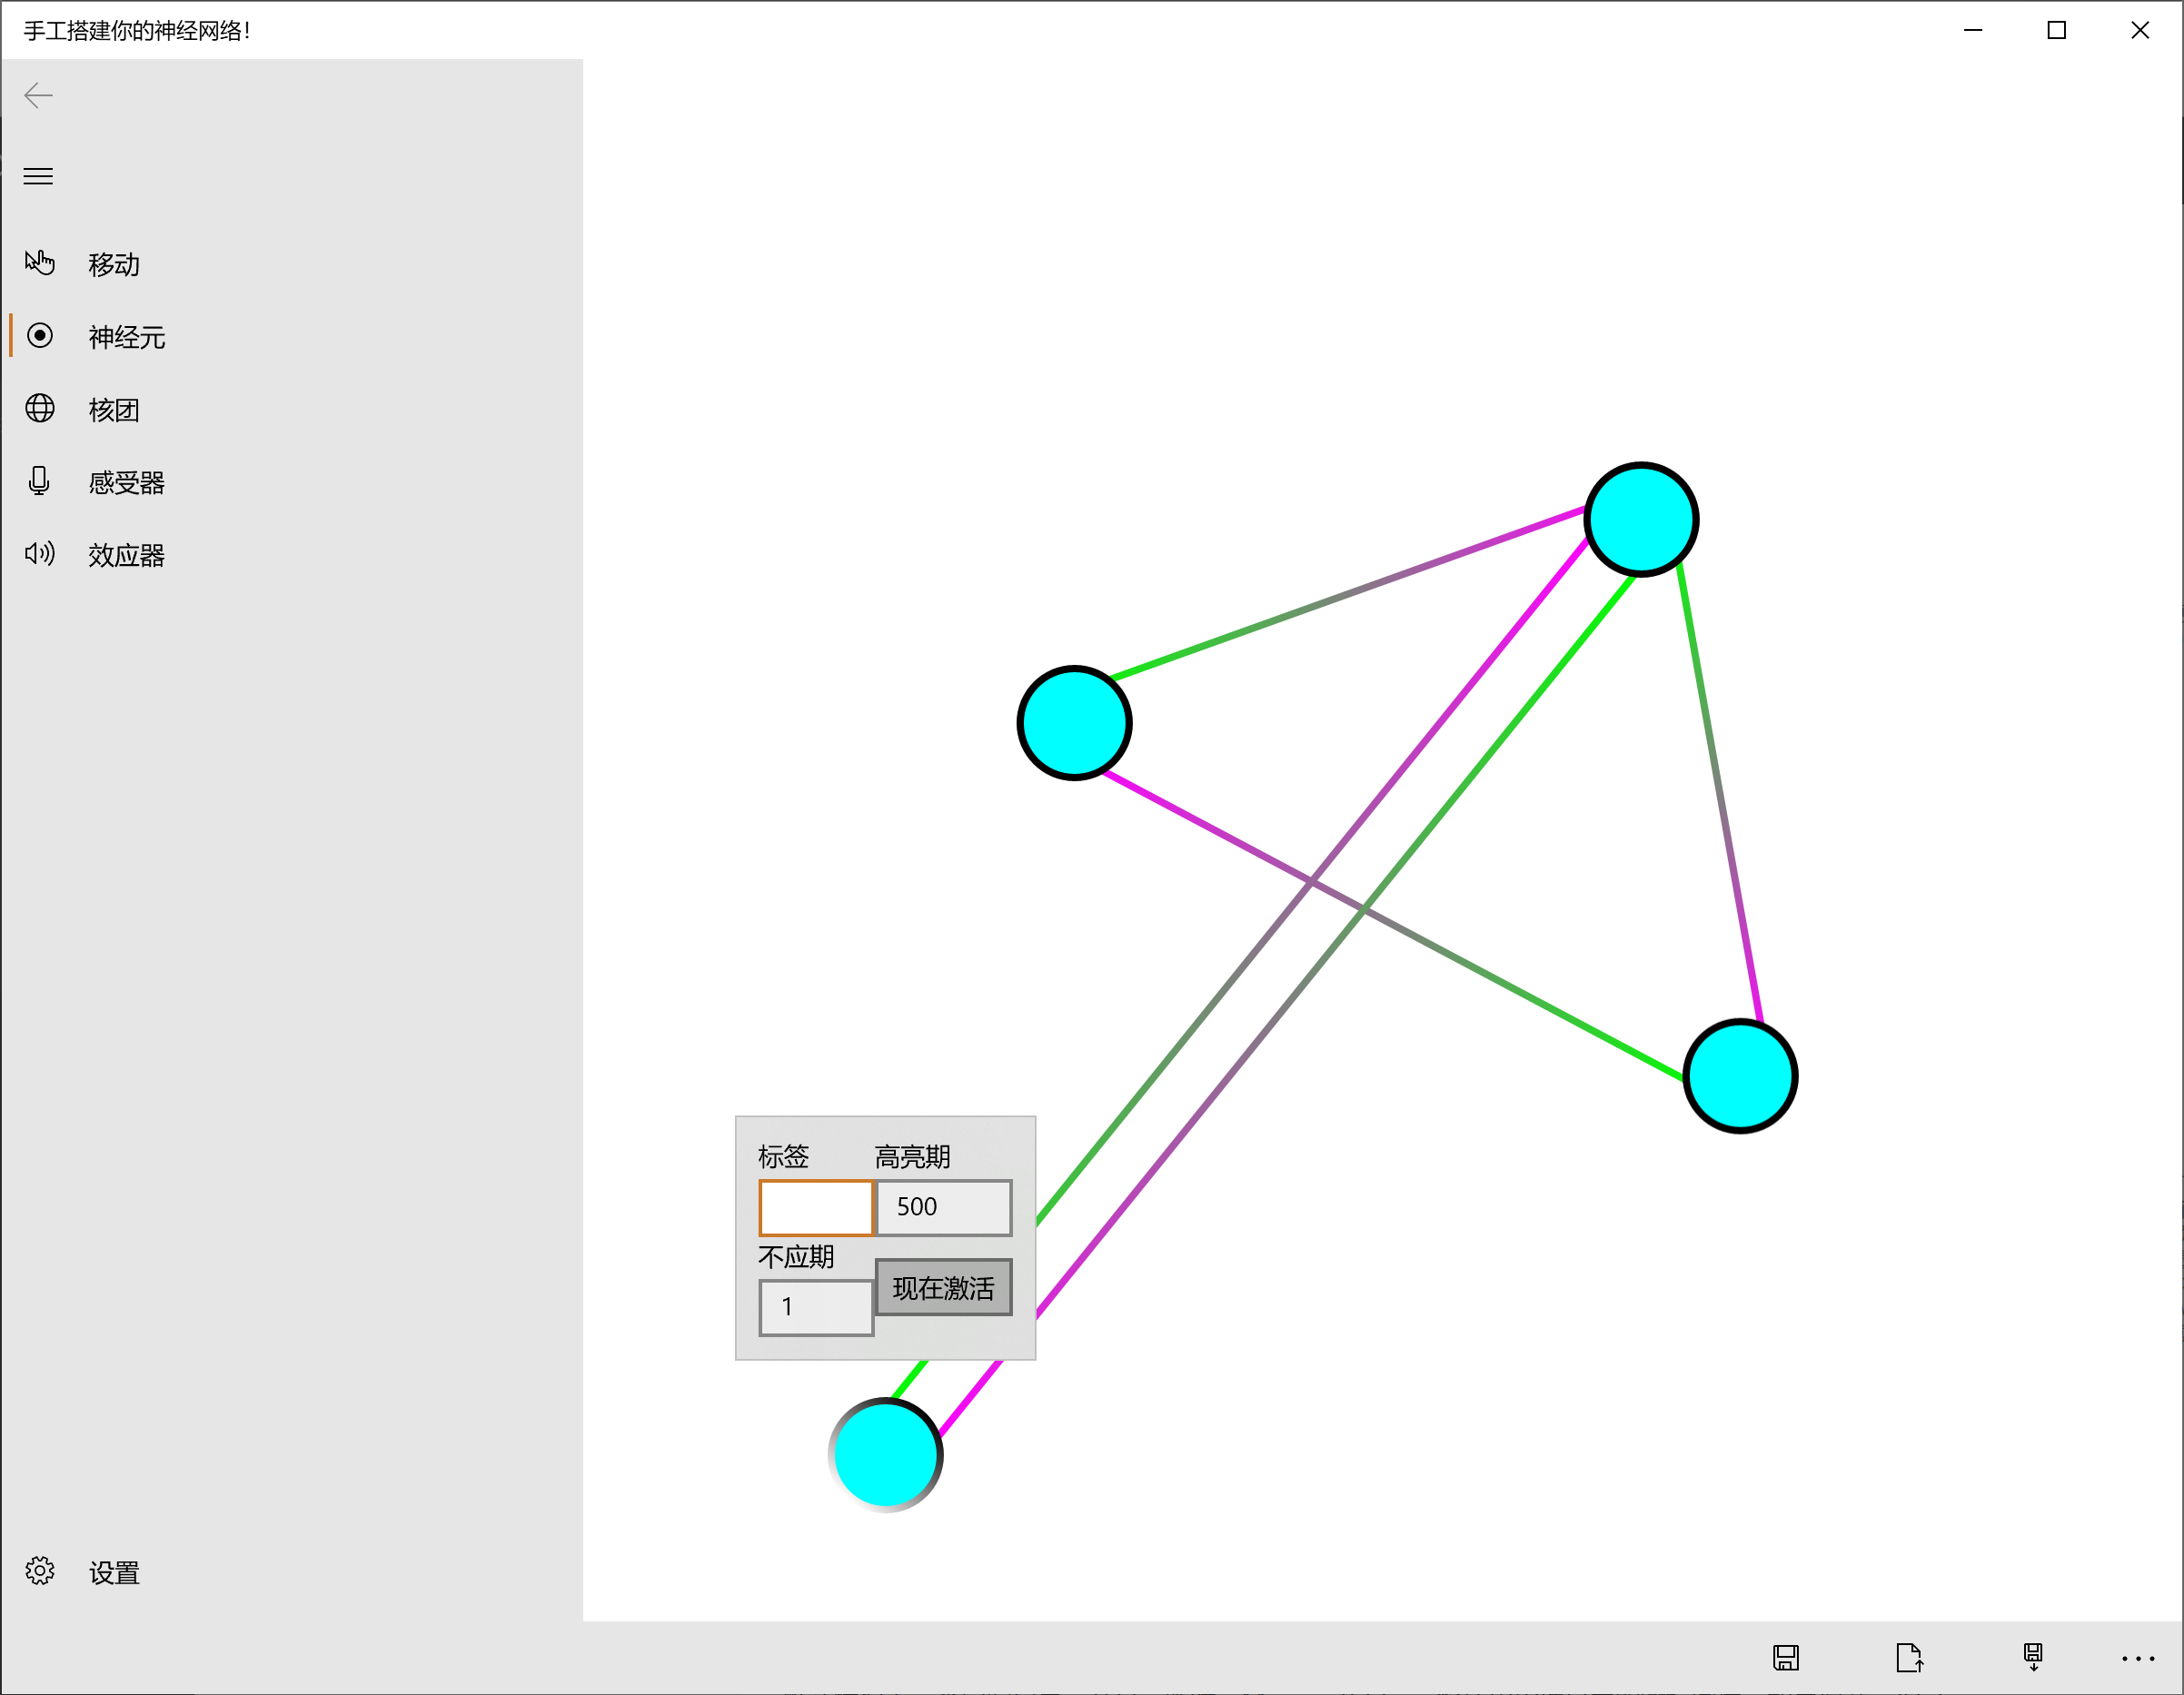 手工搭建你的神经网络!
移动
神经元
核团
感受器
效应器
标签 高亮期
500
不应期
现在激活
1
设置